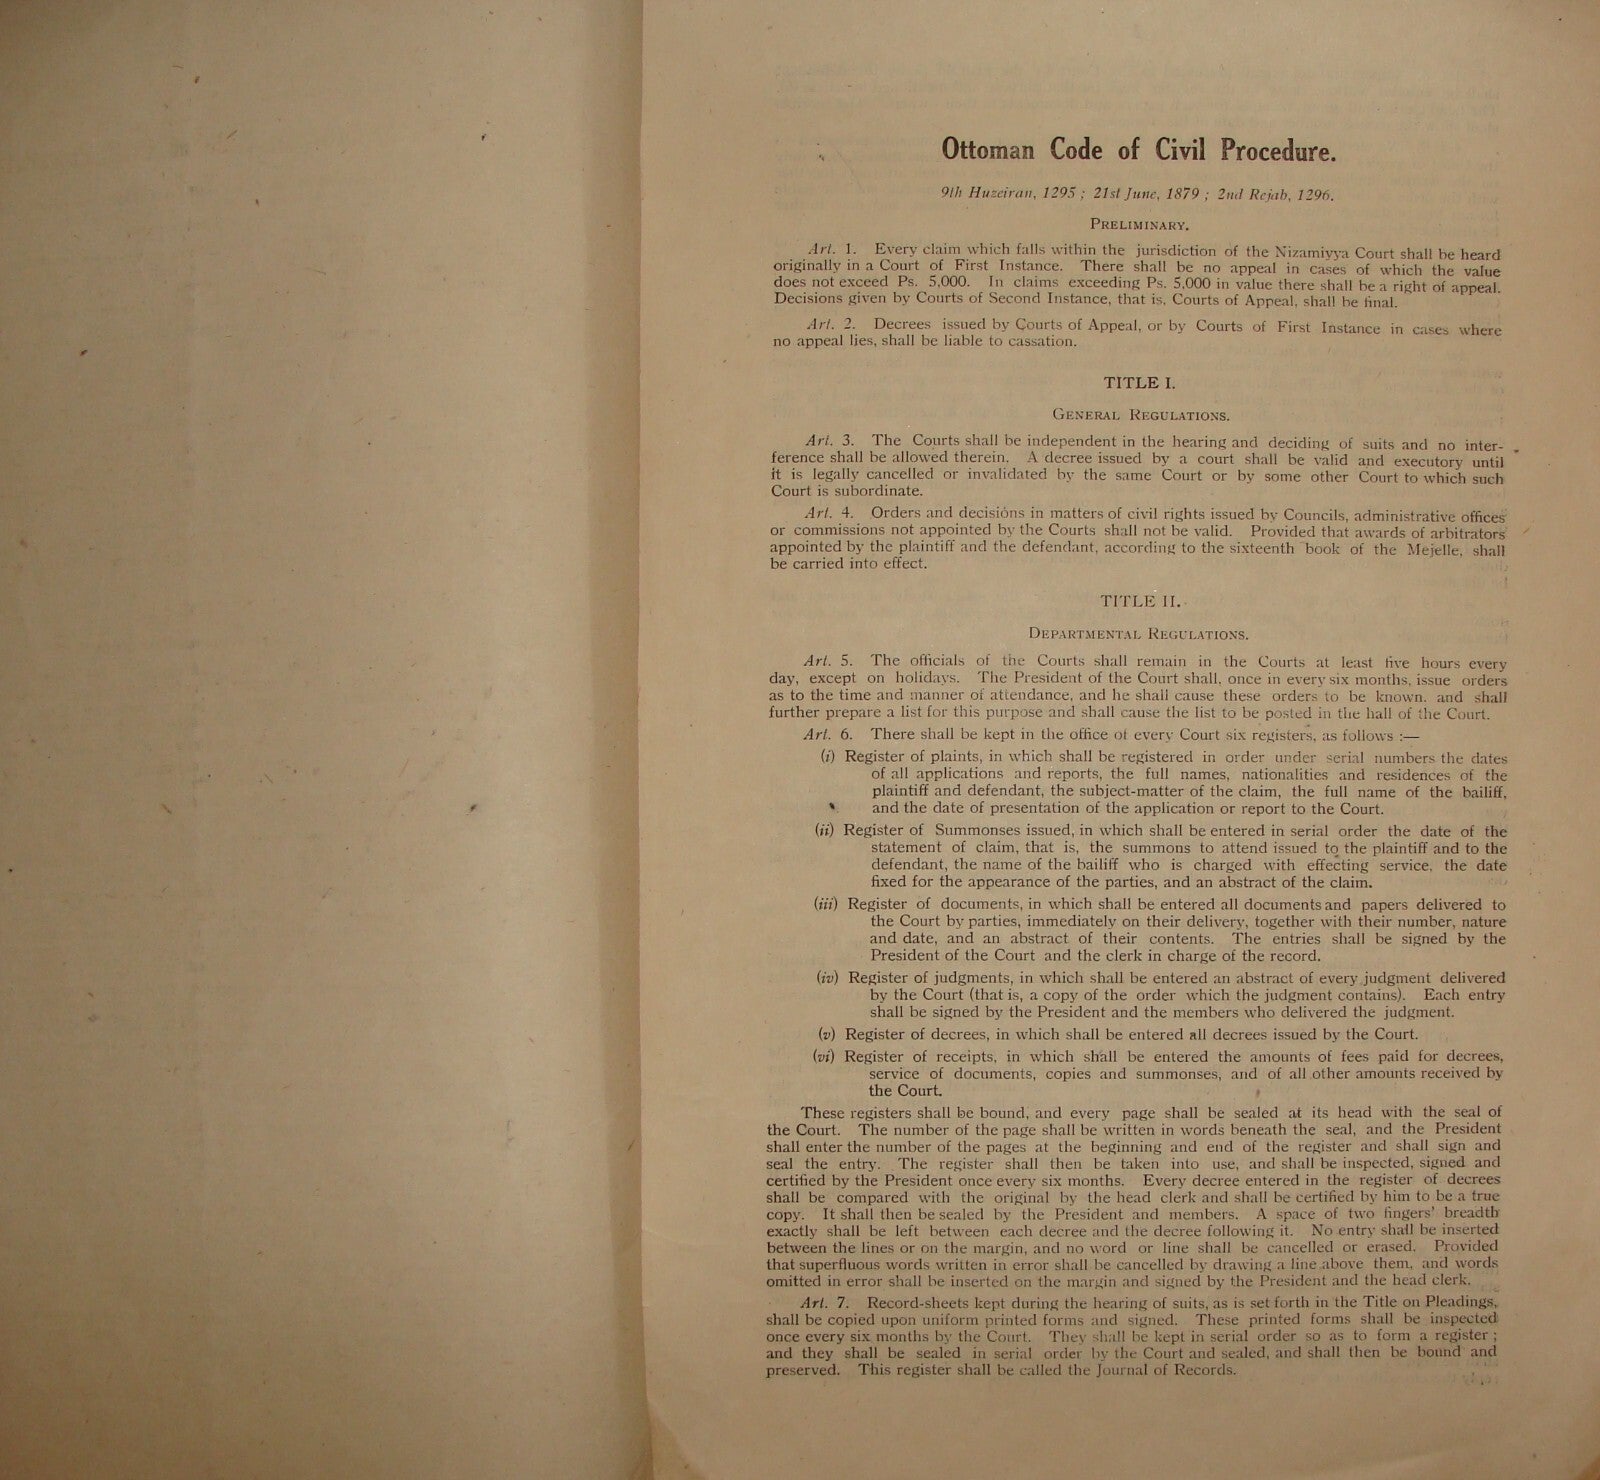 Ottoman Code of Civil Procedure.
9th Huzeiran, 1295 ; 21st June, 1879 ; 2nd Rejab, 1296.
PRELIMINARY.
Art. 1. Every claim which falls within the jurisdiction of the Nizamiyya Court shall be heard
originally in a Court of First Instance. There shall be no appeal in cases of which the value
does not exceed Ps. 5,000. In claims exceeding Ps. 5,000 in value there shall be a right of appeal.
Decisions given by Courts of Second Instance, that is, Courts of Appeal, shall be final.
Art. 2. Decrees issued by Courts of Appeal, or by Courts of First Instance in cases where
no appeal lies, shall be liable to cassation.
TITLE I.
GENERAL REGULATIONS.
Art. 3. The Courts shall be independent in the hearing and deciding of suits and no inter-
ference shall be allowed therein. A decree issued by a court shall be valid and executory until
it is legally cancelled or invalidated by the same Court or by some other Court to which such
Court is subordinate.
Art. 4. Orders and decisions in matters of civil rights issued by Councils, administrative offices
or commissions not appointed by the Courts shall not be valid. Provided that awards of arbitrators
appointed by the plaintiff and the defendant, according to the sixteenth book of the Mejelle, shall
be carried into effect.
TITLE II.
DEPARTMENTAL REGULATIONS.
Art. 5. The officials of the Courts shall remain in the Courts at least five hours every
day, except on holidays. The President of the Court shall, once in every six months, issue orders
as to the time and manner of attendance, and he shall cause these orders to be known, and shall
further prepare a list for this purpose and shall cause the list to be posted in the hall of the Court.
Art. 6. There shall be kept in the office of every Court six registers, as follows :—
(i) Register of plaints, in which shall be registered in order under serial numbers the dates
of all applications and reports, the full names, nationalities and residences of the
plaintiff and defendant, the subject-matter of the claim, the full name of the bailiff,
and the date of presentation of the application or report to the Court.
(ii) Register of Summonses issued, in which shall be entered in serial order the date of the
statement of claim, that is, the summons to attend issued to the plaintiff and to the
defendant, the name of the bailiff who is charged with effecting service, the date
fixed for the appearance of the parties, and an abstract of the claim.
(iii) Register of documents, in which shall be entered all documents and papers delivered to
the Court by parties, immediately on their delivery, together with their number, nature
and date, and an abstract of their contents. The entries shall be signed by the
President of the Court and the clerk in charge of the record.
(iv) Register of judgments, in which shall be entered an abstract of every judgment delivered
by the Court (that is, a copy of the order which the judgment contains). Each entry
shall be signed by the President and the members who delivered the judgment.
(v) Register of decrees, in which shall be entered all decrees issued by the Court.
(vi) Register of receipts, in which shall be entered the amounts of fees paid for decrees,
service of documents, copies and summonses, and of all other amounts received by
the Court.
These registers shall be bound, and every page shall be sealed at its head with the seal of
the Court. The number of the page shall be written in words beneath the seal, and the President
shall enter the number of the pages at the beginning and end of the register and shall sign and
seal the entry. The register shall then be taken into use, and shall be inspected, signed and
certified by the President once every six months. Every decree entered in the register of decrees
shall be compared with the original by the head clerk and shall be certified by him to be a true
copy. It shall then be sealed by the President and members. A space of two fingers' breadth
exactly shall be left between each decree and the decree following it. No entry shall be inserted
between the lines or on the margin, and no word or line shall be cancelled or erased. Provided
that superfluous words written in error shall be cancelled by drawing a line above them, and words
omitted in error shall be inserted on the margin and signed by the President and the head clerk.
Art. 7. Record-sheets kept during the hearing of suits, as is set forth in the Title on Pleadings,
shall be copied upon uniform printed forms and signed. These printed forms shall be inspected
once every six months by the Court. They shall be kept in serial order so as to form a register ;
and they shall be sealed in serial order by the Court and sealed, and shall then be bound and
preserved. This register shall be called the Journal of Records.